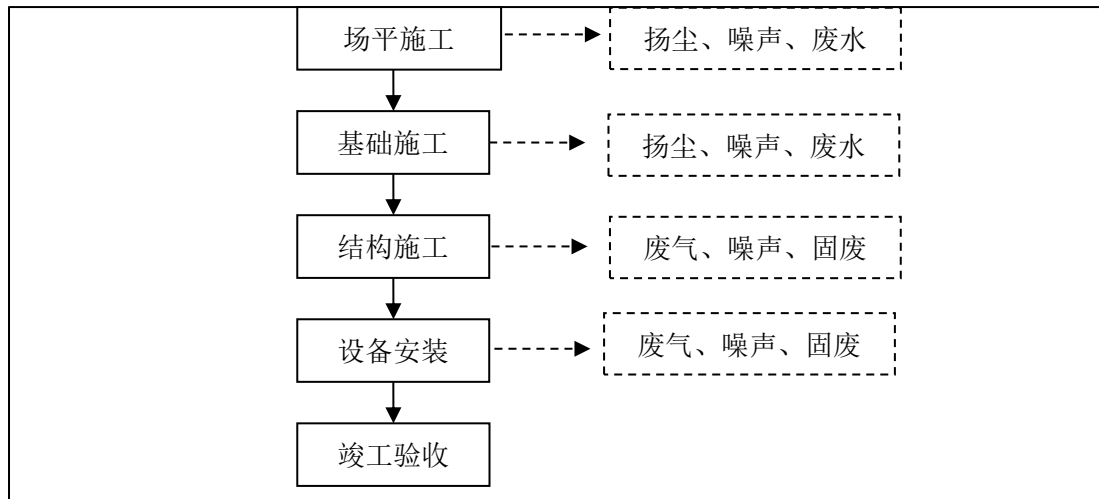 场平施工
扬尘、噪声、废水
基础施工
扬尘、噪声、废水
结构施工
废气、噪声、固废
设备安装
废气、噪声、固废
竣工验收